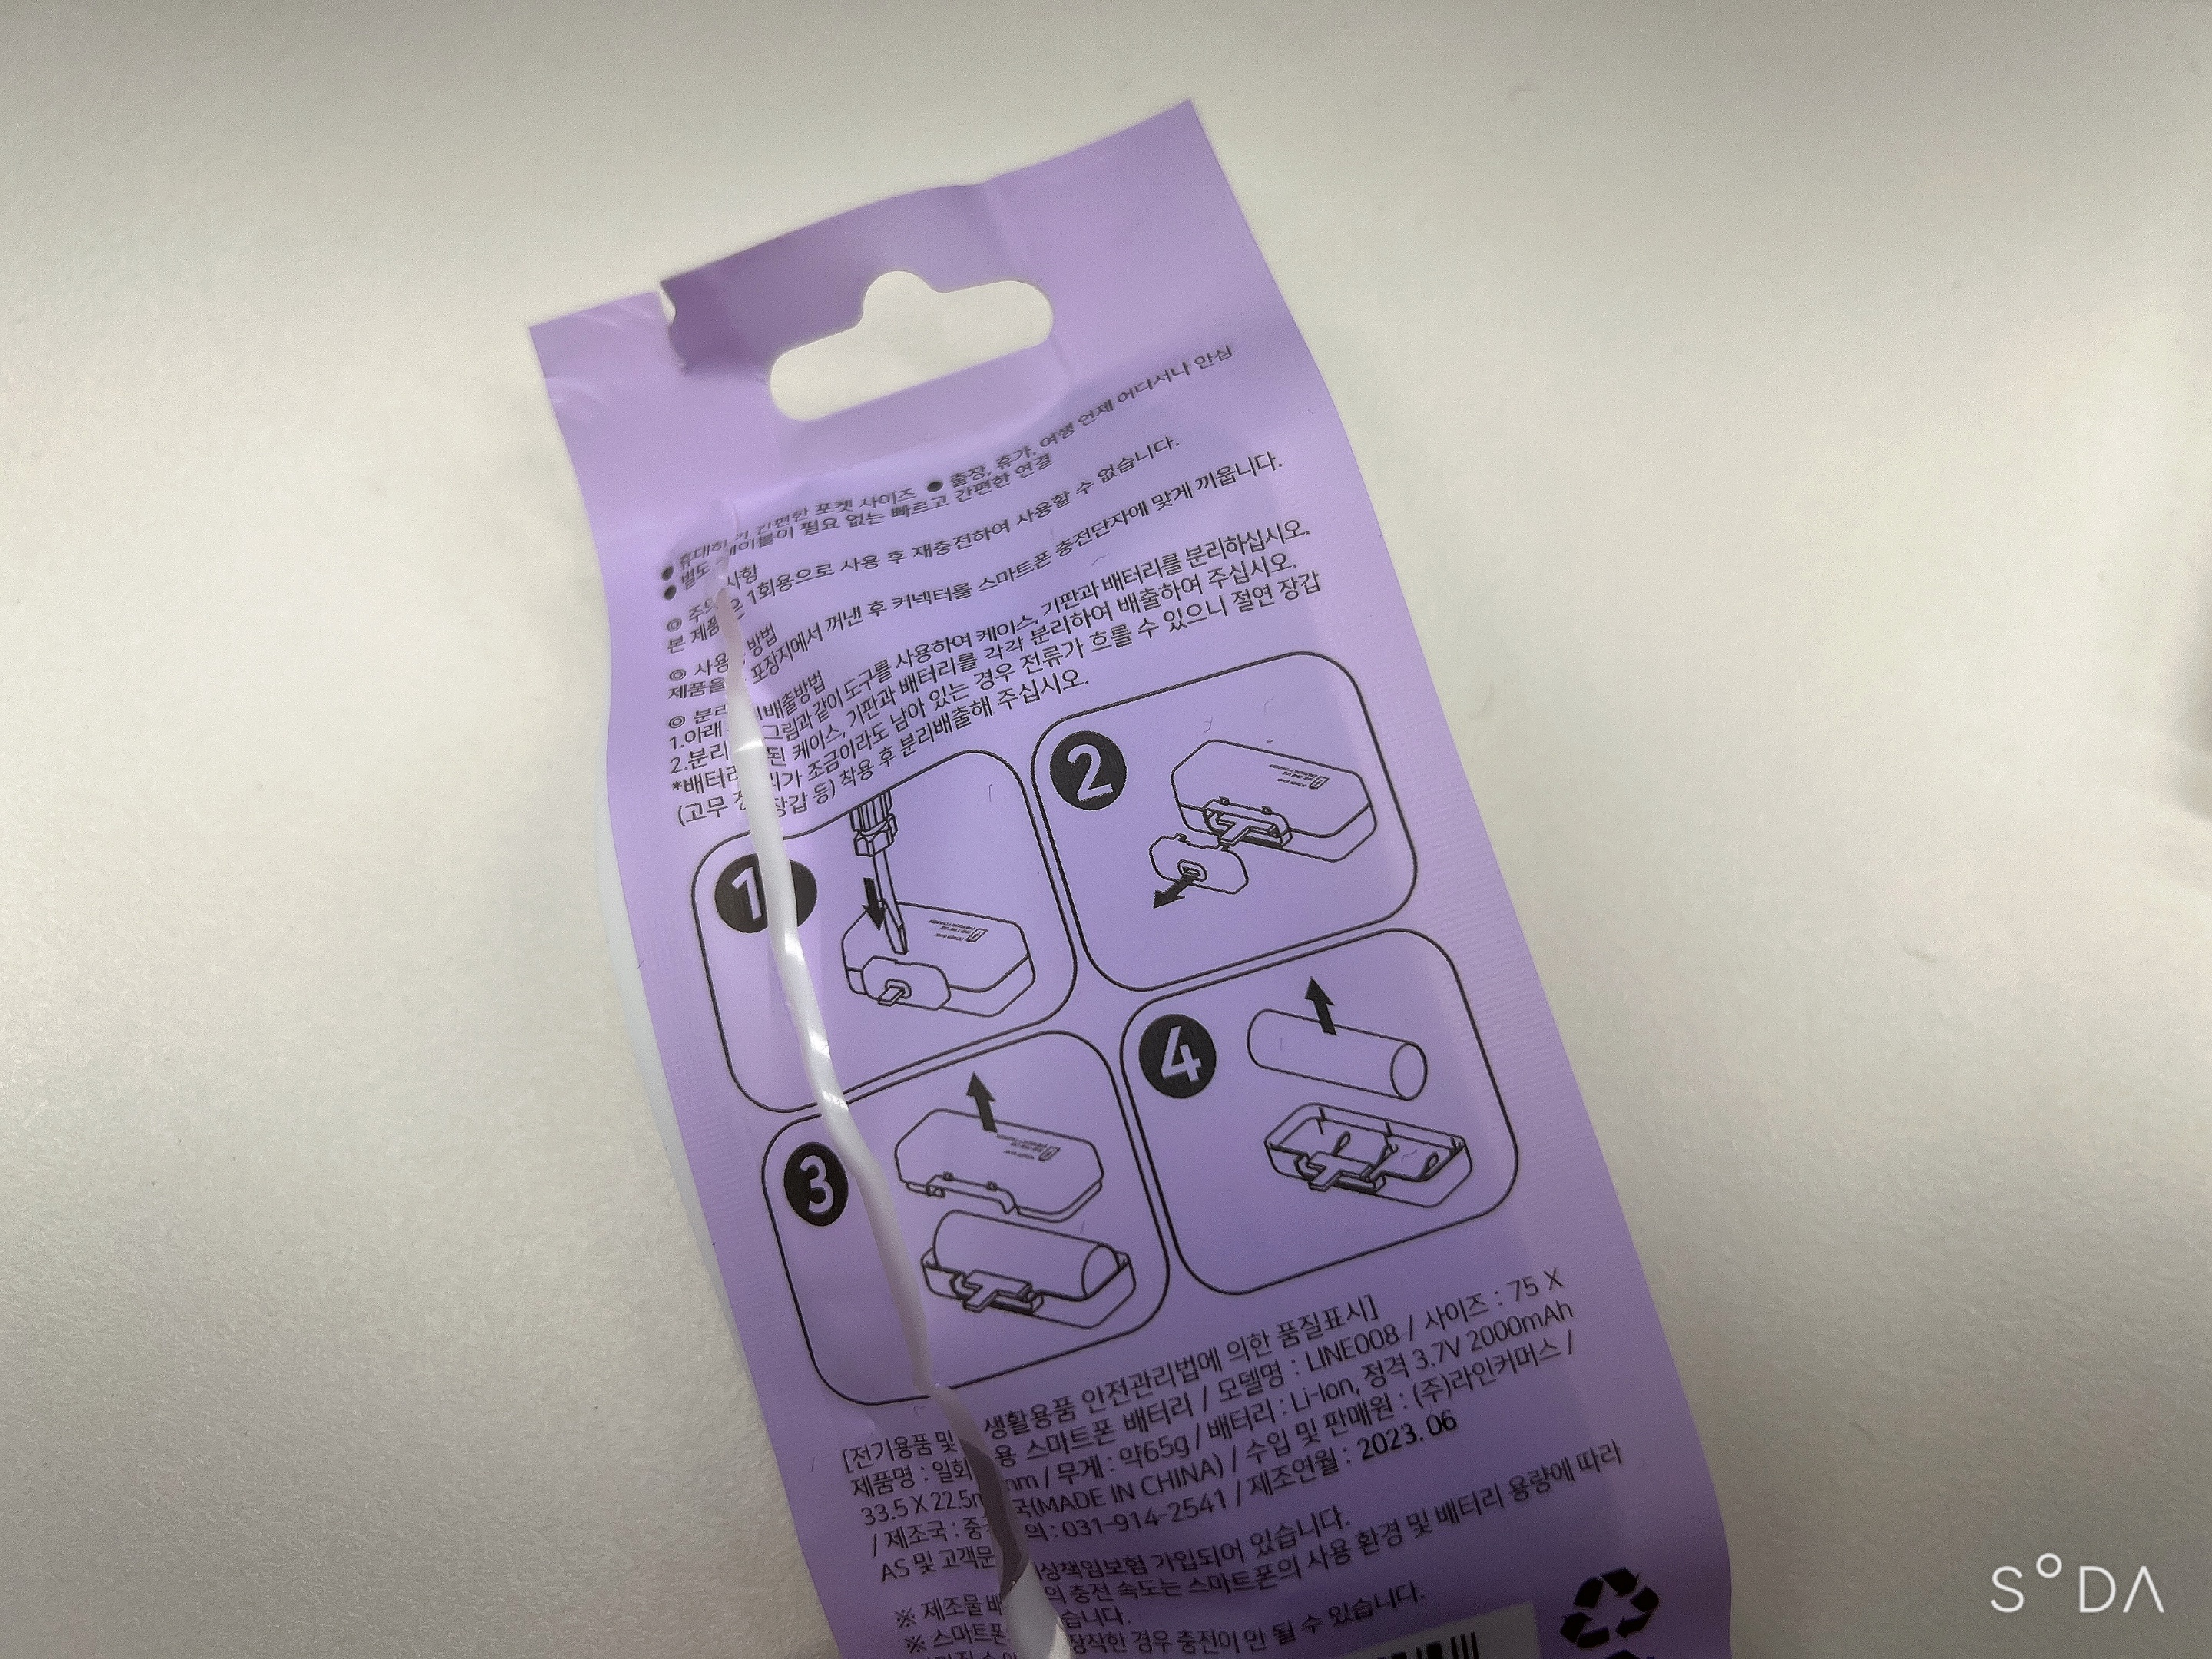 간편한 포켓 사이즈 ● 출장, 휴가, 여행 언제 어디서나 안심
● 별도 케이블이 필요 없는 빠르고 간편한 연결
사항
본 제품은 1회용으로 사용 후 재충전하여 사용할 수 없습니다.
◎ 사용 방법
제품을 포장지에서 꺼낸 후 커넥터를 스마트폰 충전단자에 맞게 끼웁니다.
◎ 분리 배출방법
1.아래 그림과 같이 도구를 사용하여 케이스, 기판과 배터리를 분리하십시오.
2.분리된 케이스, 기판과 배터리를 각각 분리하여 배출하여 주십시오.
*배터리가 조금이라도 남아 있는 경우 전류가 흐를 수 있으니 절연 장갑
(고무 장갑 등) 착용 후 분리배출해 주십시오.
1
2
3
4
[전기용품 및 생활용품 안전관리법에 의한 품질표시]
제품명 : 일회용 스마트폰 배터리 / 모델명 : LINE008 / 사이즈 : 75 X
33.5 X 22.5mm / 무게 : 약65g / 배터리 : Li-Ion, 정격 3.7V 2000mAh
/ 제조국 : 중국(MADE IN CHINA) / 수입 및 판매원 : (주)라인커머스 /
AS 및 고객문의 : 031-914-2541 / 제조연월 : 2023. 06
※ 제조물 배상책임보험 가입되어 있습니다.
※ 스마트폰의 충전 속도는 스마트폰의 사용 환경 및 배터리 용량에 따라
습니다.
장착한 경우 충전이 안 될 수 있습니다.
SODA